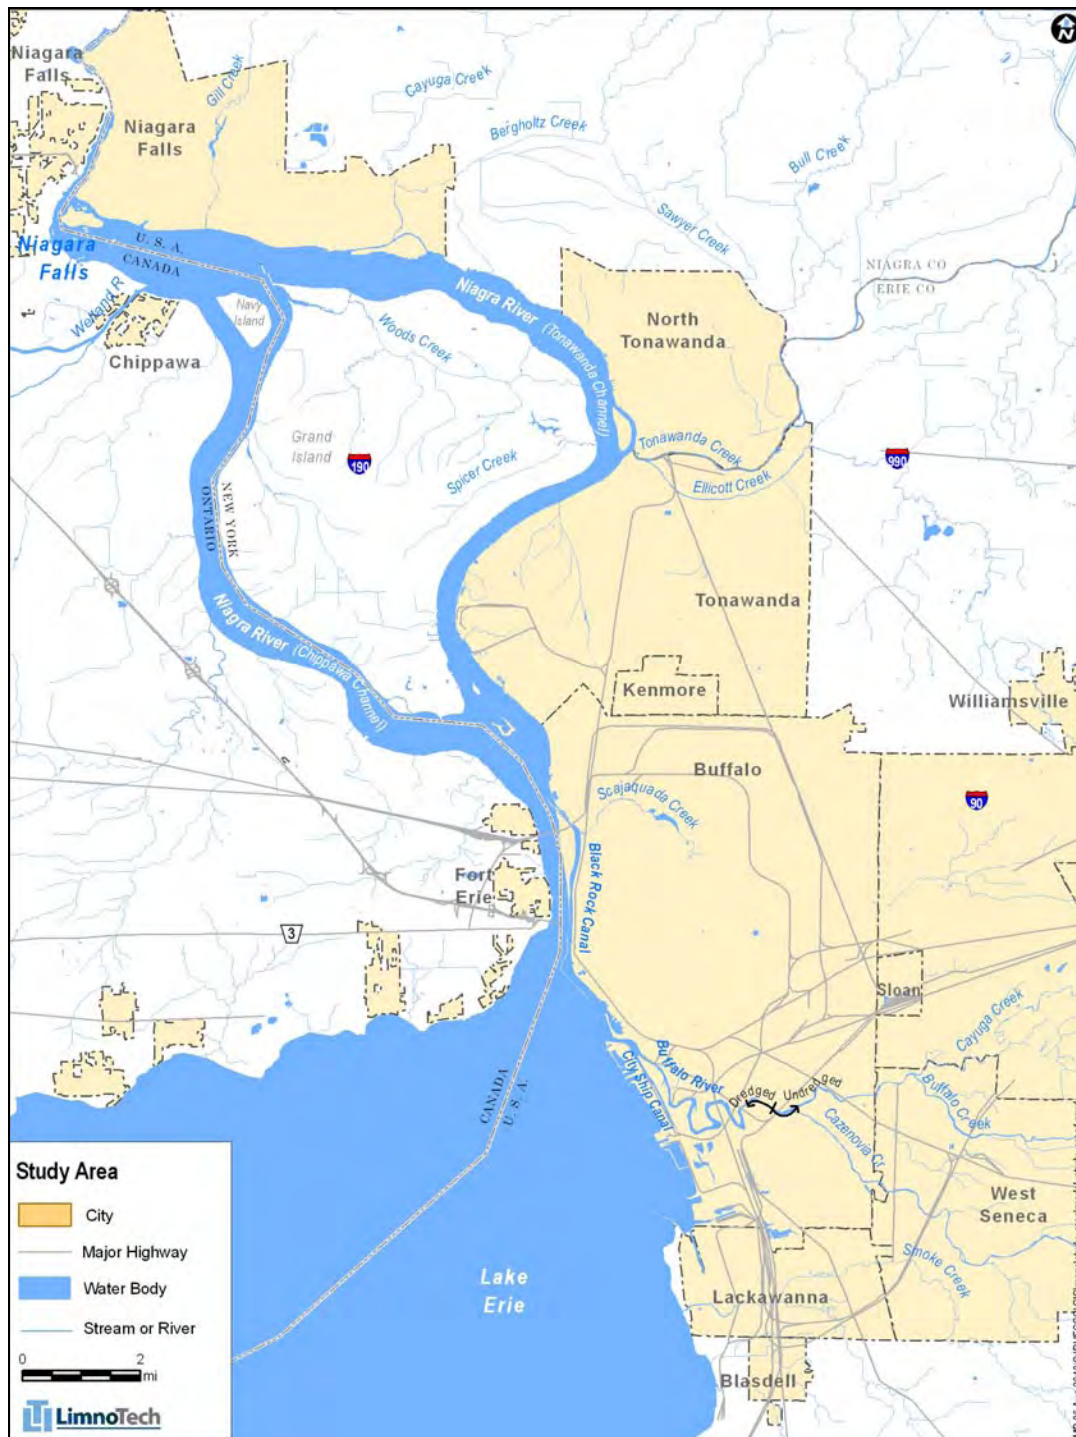 N
Niagara
Falls
Gill Creek
Cayuga Creek
Niagara
Falls
Bergholtz Creek
Bull Creek
Sawyer Creek
U. S. A.
CANADA
Niagara
Falls
NIAGRA CO
ERIE CO
Welland R
Navy
Island
Niagra River (Tonawanda Channel)
Woods Creek
North
Tonawanda
Chippawa
Grand
Island
190
Tonawanda Creek
990
Spicer Creek
Ellicott Creek
ONTARIO
NEW YORK
Tonawanda
Niagra River (Chippawa Channel)
Kenmore
Williamsville
Buffalo
Scajaquada Creek
90
Black Rock Canal
Fort
Erie
3
Sloan
Cayuga Creek
Buffalo River
City Ship Canal
CANADA
U. S. A.
Dredged
Undredged
Buffalo Creek
Cazenovia Cr
West
Seneca
Smoke Creek
Lake
Erie
Lackawanna
Blasdell
Study Area
City
Major Highway
Water Body
Stream or River
0 2
mi
LimnoTech